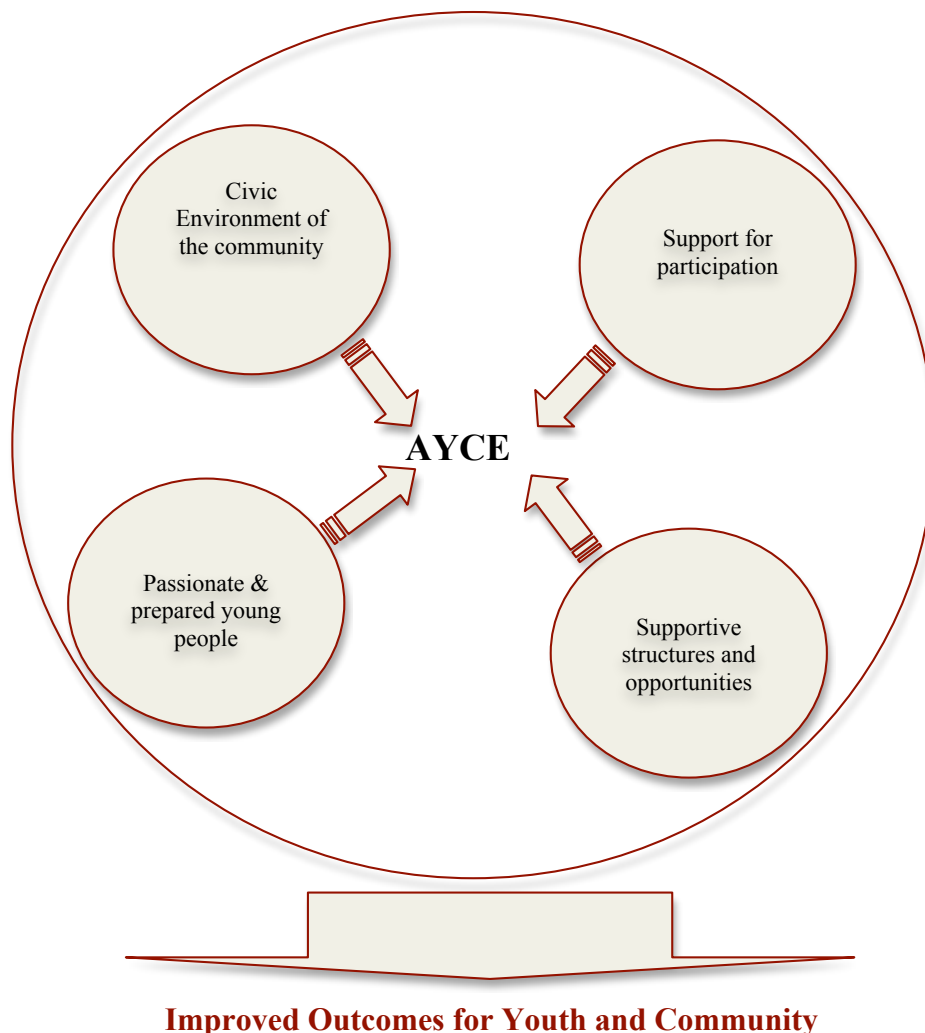 Civic
Environment of
the community
Support for
participation
AYCE
Passionate &
prepared young
people
Supportive
structures and
opportunities
Improved Outcomes for Youth and Community